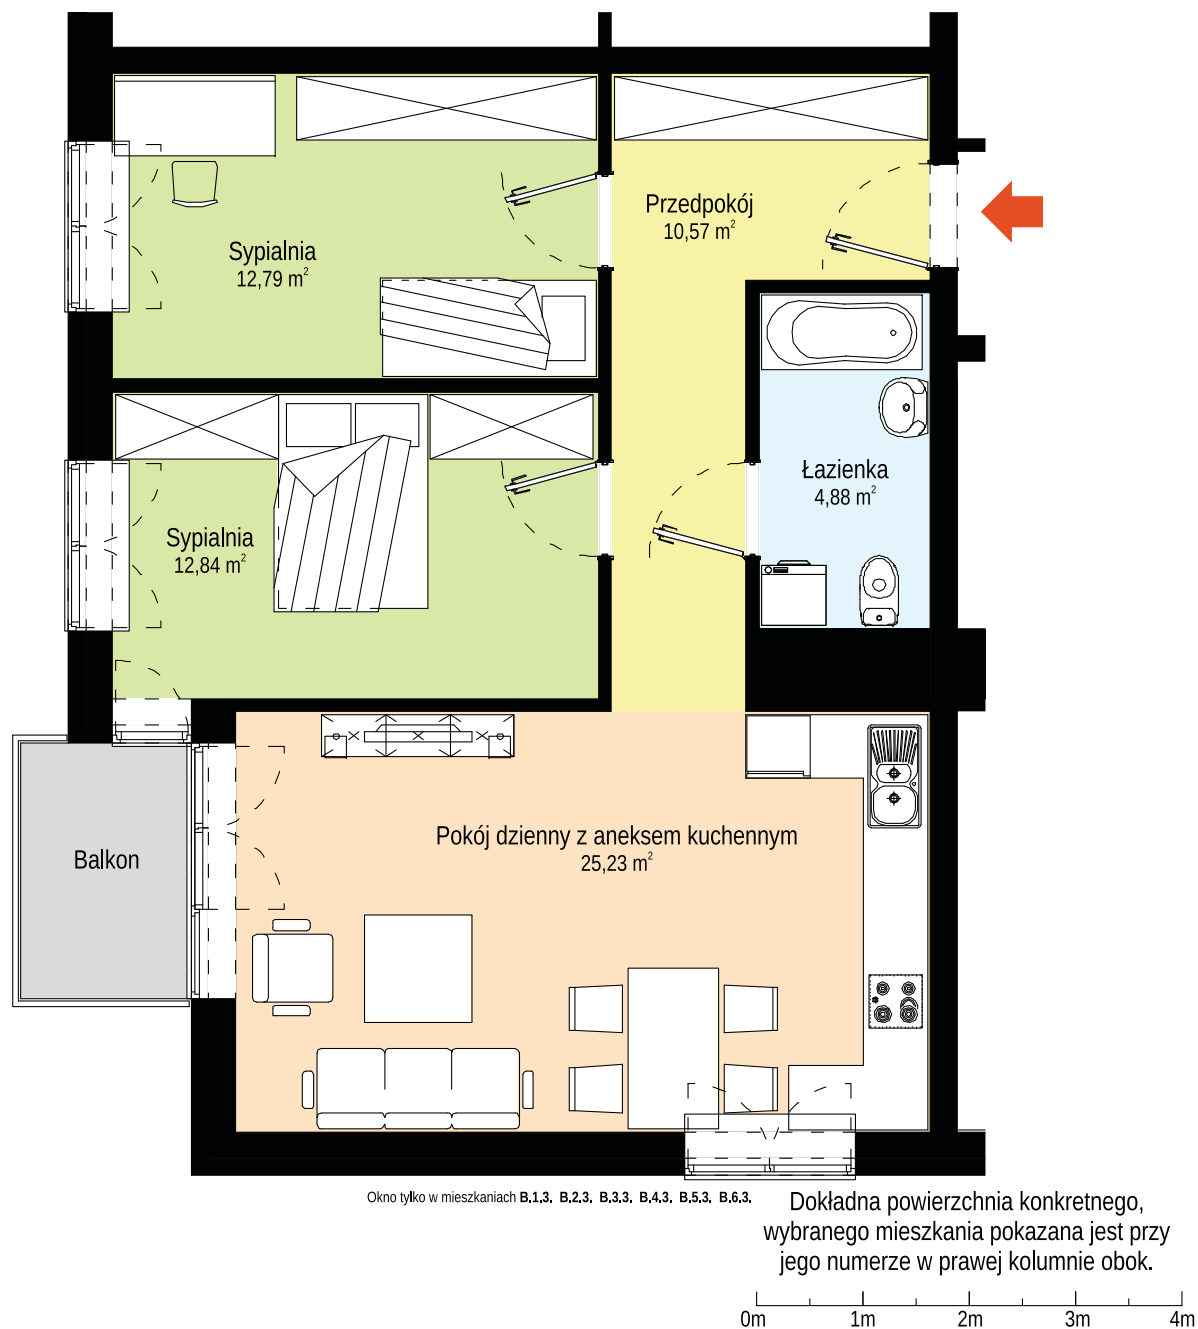 Przedpokój
10,57 m²
Sypialnia
12,79 m²
Łazienka
4,88 m²
Sypialnia
12,84 m²
Pokój dzienny z aneksem kuchennym
25,23 m²
Balkon
Okno tylko w mieszkaniach B.1.3. B.2.3. B.3.3. B.4.3. B.5.3. B.6.3.
Dokładna powierzchnia konkretnego,
wybranego mieszkania pokazana jest przy
jego numerze w prawej kolumnie obok.
0m 1m 2m 3m 4m